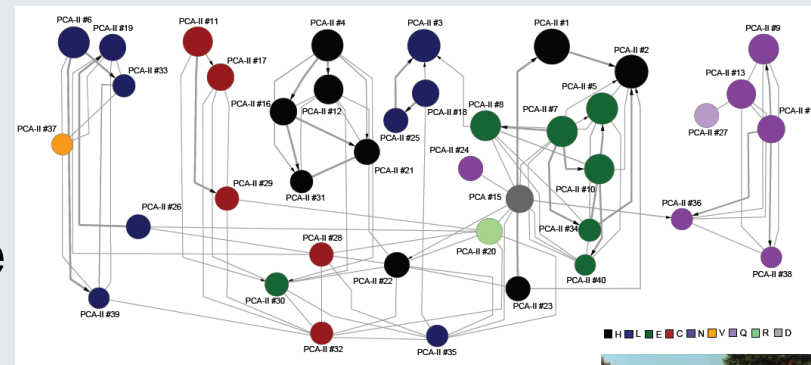 PCA-II #6
PCA-II #19
PCA-II #11
PCA-II #4
PCA-II #3
PCA-II #1
PCA-II #2
PCA-II #9
PCA-II #33
PCA-II #17
PCA-II #5
PCA-II #13
PCA-II #16
PCA-II #12
PCA-II #18
PCA-II #8
PCA-II #7
PCA-II #37
PCA-II #25
PCA-II #27
PCA-II #24
PCA-II #21
PCA-II #10
PCA-II #29
PCA-II #31
PCA #15
PCA-II #26
PCA-II #36
PCA-II #34
PCA-II #28
PCA-II #20
PCA-II #22
PCA-II #40
PCA-II #38
PCA-II #30
PCA-II #23
PCA-II #39
PCA-II #32
PCA-II #35
H L E C N V Q R D